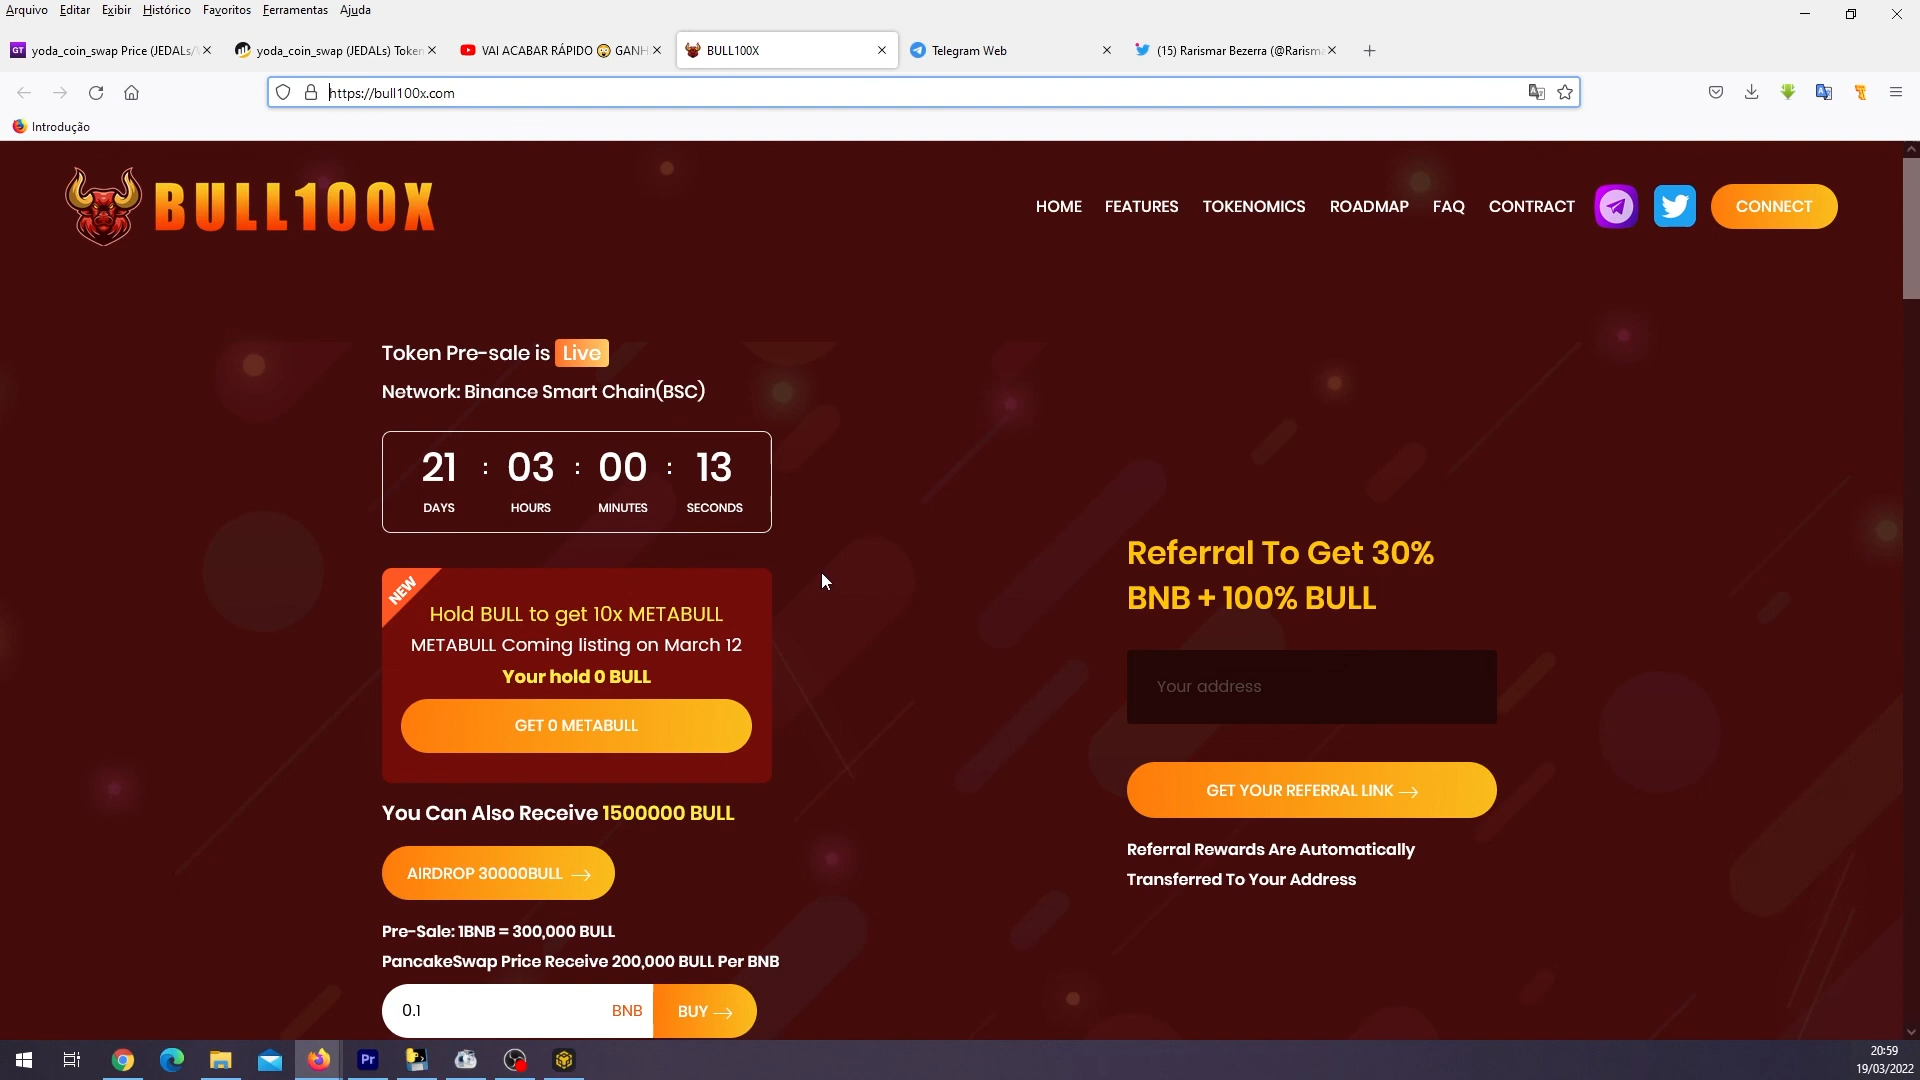 Arquivo Editar Exibir Histórico Favoritos Ferramentas Ajuda
GT yoda_coin_swap Price (JEDALs/
yoda_coin_swap (JEDALs) Token
VAI ACABAR RÁPIDO 😱 GANH
BULL100X
Telegram Web
(15) Rarismar Bezerra (@Rarisma
https://bull100x.com
Introdução
BULL100X
HOME FEATURES TOKENOMICS ROADMAP FAQ CONTRACT CONNECT
Token Pre-sale is Live
Network: Binance Smart Chain(BSC)
21 : 03 : 00 : 13
DAYS HOURS MINUTES SECONDS
NEW
Hold BULL to get 10x METABULL
METABULL Coming listing on March 12
Your hold 0 BULL
GET 0 METABULL
You Can Also Receive 1500000 BULL
AIRDROP 30000BULL →
Pre-Sale: 1BNB = 300,000 BULL
PancakeSwap Price Receive 200,000 BULL Per BNB
0.1 BNB BUY →
Referral To Get 30%
BNB + 100% BULL
Your address
GET YOUR REFERRAL LINK →
Referral Rewards Are Automatically
Transferred To Your Address
Pr
20:59
19/03/2022